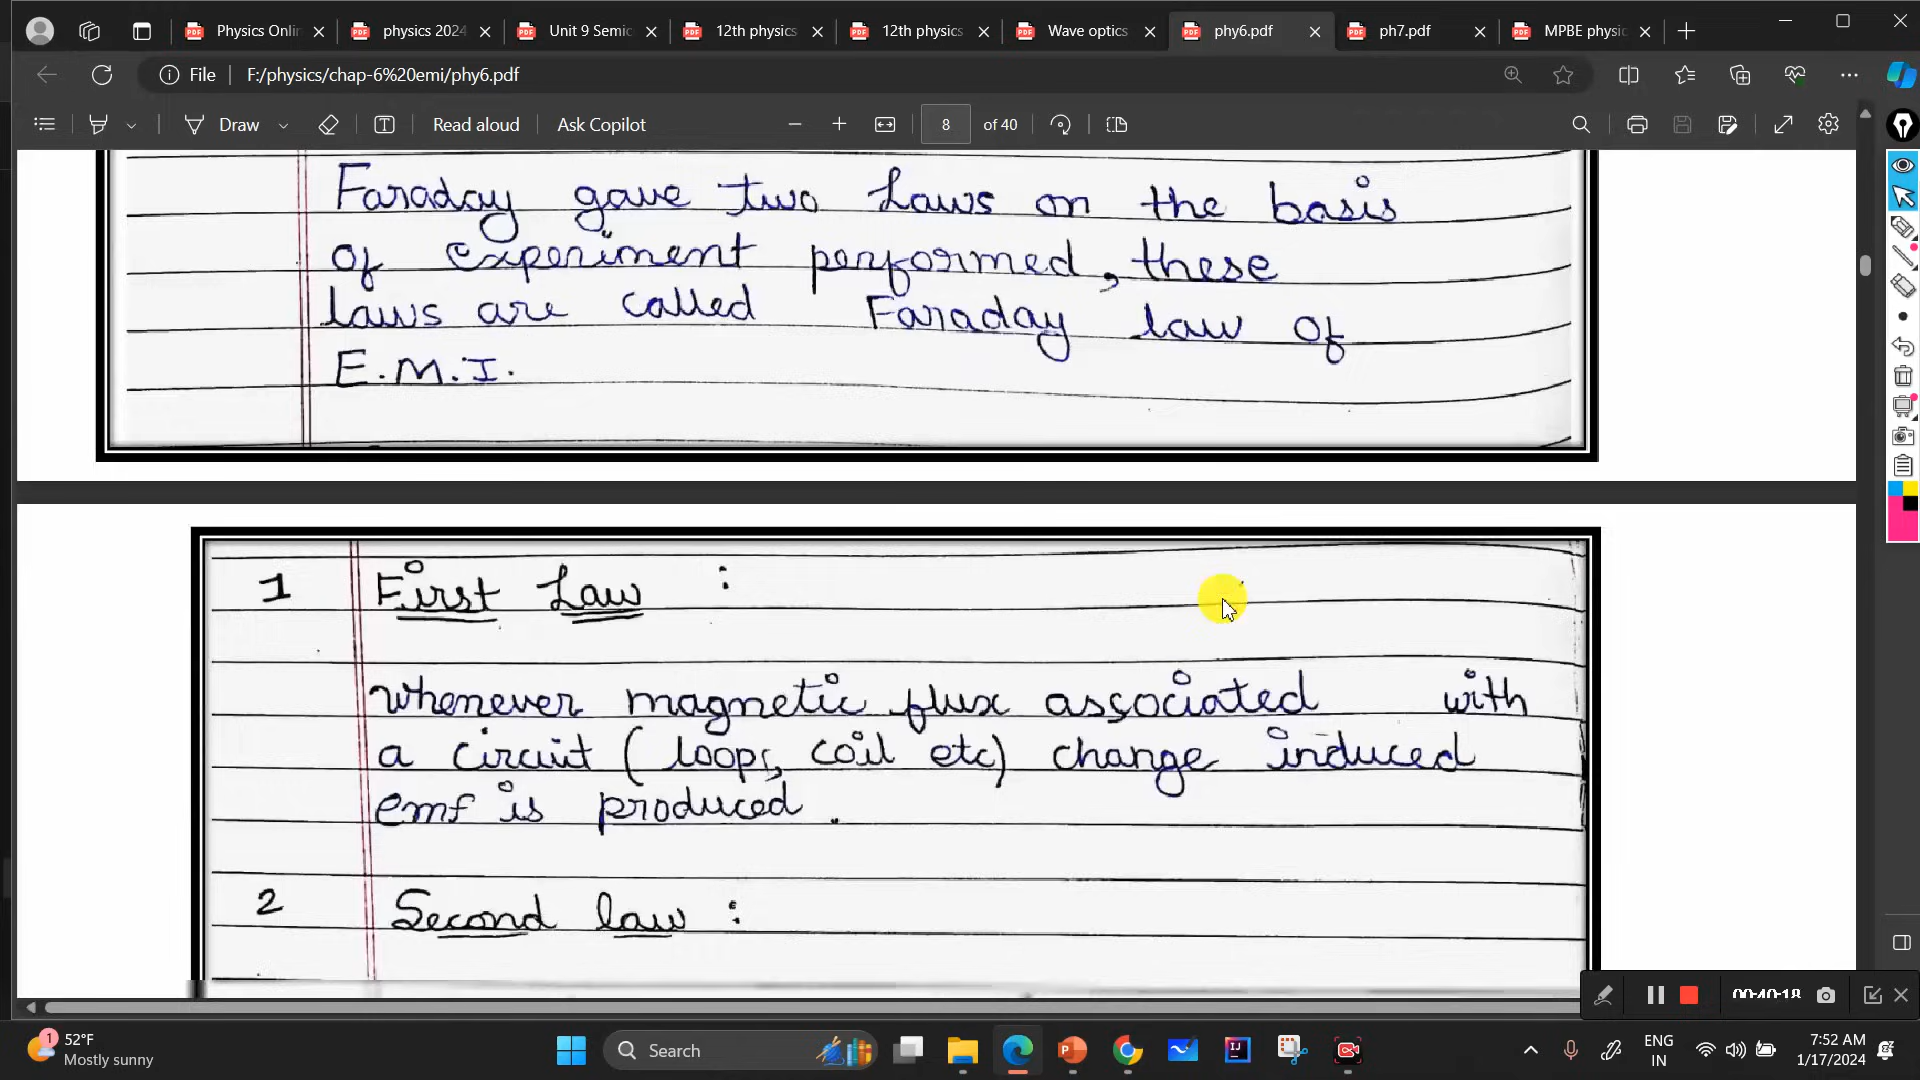 Physics Onlin
physics 2024
Unit 9 Semic
12th physics
12th physics
Wave optics
phy6.pdf
ph7.pdf
MPBE physic
File
F:/physics/chap-6%20emi/phy6.pdf
Draw
Read aloud
Ask Copilot
8 of 40
Faraday gave two Laws on the basis
of experiment performed, these
laws are called Faraday law of
E.M.I.
1 First Law :
whenever magnetic flux associated with
a circuit ( loops, coil etc) change induced
emf is produced .
2 Second law :
00:40:18
1
52°F
Mostly sunny
Search
ENG
IN
7:52 AM
1/17/2024